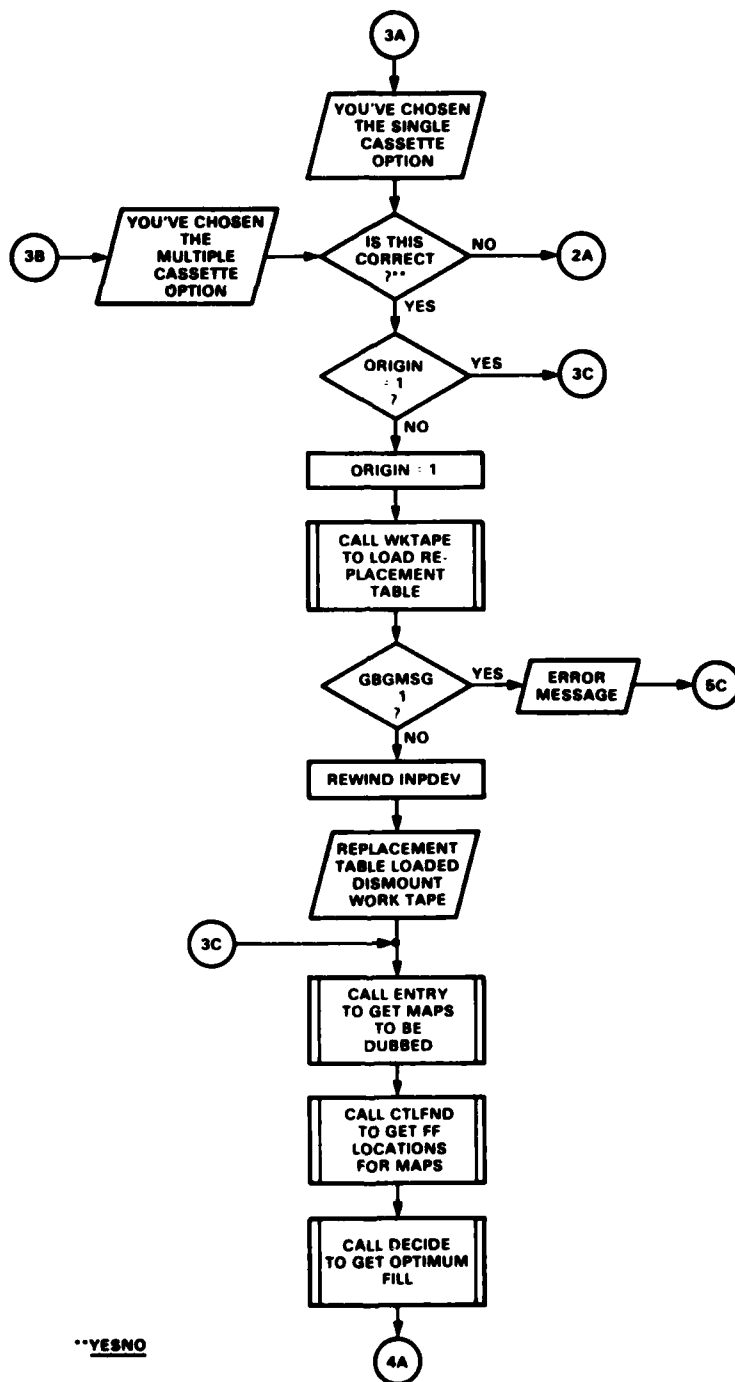 3A
YOU'VE CHOSEN
THE SINGLE
CASSETTE
OPTION
3B
YOU'VE CHOSEN
THE
MULTIPLE
CASSETTE
OPTION
IS THIS
CORRECT
?**
NO
2A
YES
ORIGIN
= 1
?
YES
3C
NO
ORIGIN = 1
CALL WKTAPE
TO LOAD RE-
PLACEMENT
TABLE
GBGMSG
1
?
YES
ERROR
MESSAGE
5C
NO
REWIND INPDEV
REPLACEMENT
TABLE LOADED
DISMOUNT
WORK TAPE
3C
CALL ENTRY
TO GET MAPS
TO BE
DUBBED
CALL CTLFND
TO GET FF
LOCATIONS
FOR MAPS
CALL DECIDE
TO GET OPTIMUM
FILL
**YESNO
4A